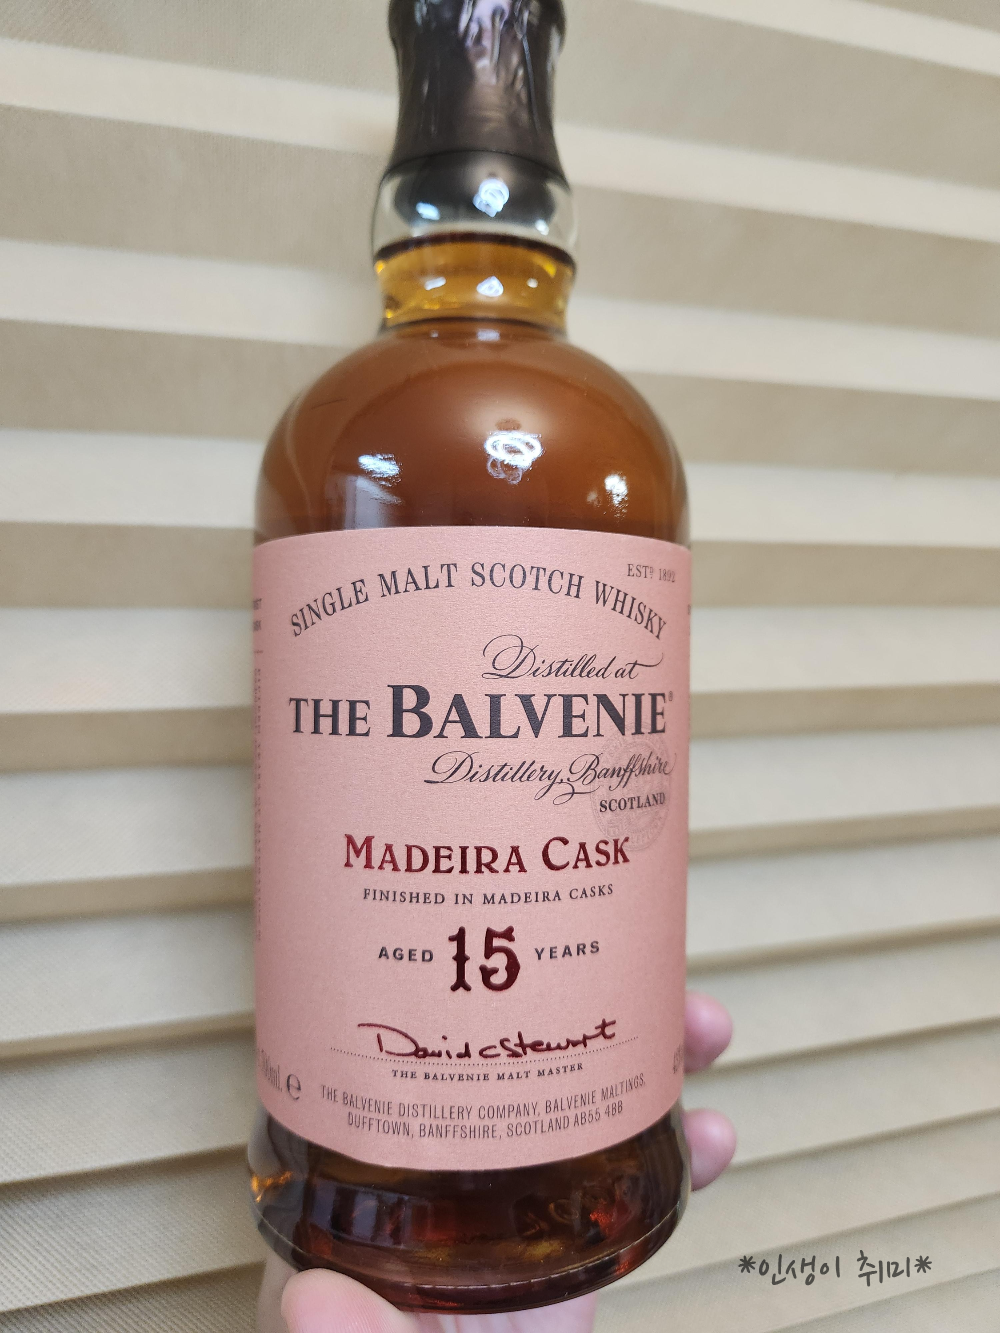 ESTD 1892
SINGLE MALT SCOTCH WHISKY
Distilled at
THE BALVENIE®
Distillery, Banffshire
SCOTLAND
MADEIRA CASK
FINISHED IN MADEIRA CASKS
AGED 15 YEARS
David C Stewart
THE BALVENIE MALT MASTER
THE BALVENIE DISTILLERY COMPANY, BALVENIE MALTINGS,
DUFFTOWN, BANFFSHIRE, SCOTLAND AB55 4BB
*인생이 취미*